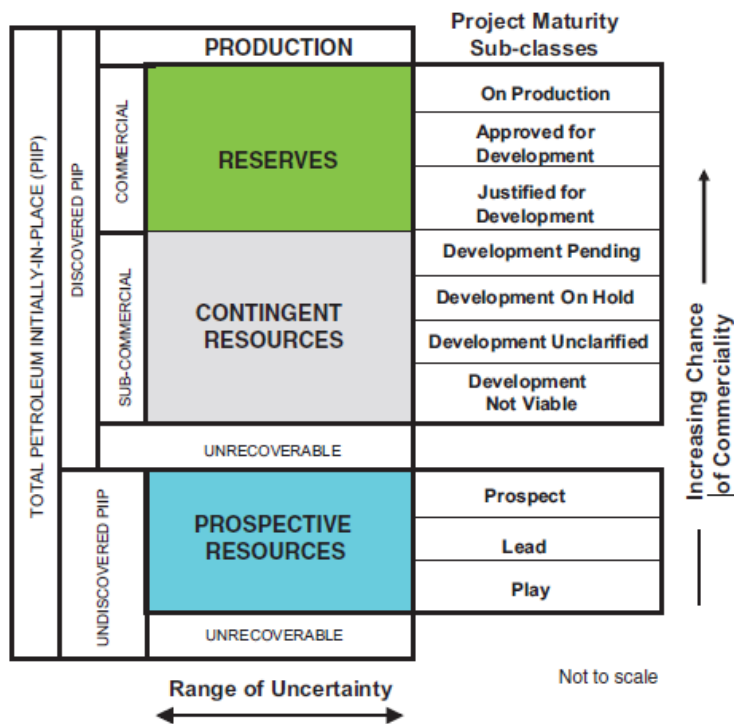 Project Maturity
Sub-classes
PRODUCTION
On Production
RESERVES
Approved for
Development
Justified for
Development
Development Pending
CONTINGENT
RESOURCES
Development On Hold
Development Unclarified
Development
Not Viable
UNRECOVERABLE
PROSPECTIVE
RESOURCES
Prospect
Lead
Play
UNRECOVERABLE
TOTAL PETROLEUM INITIALLY-IN-PLACE (PIIP)
DISCOVERED PIIP
UNDISCOVERED PIIP
COMMERCIAL
SUB-COMMERCIAL
Increasing Chance
of Commerciality
Range of Uncertainty
Not to scale